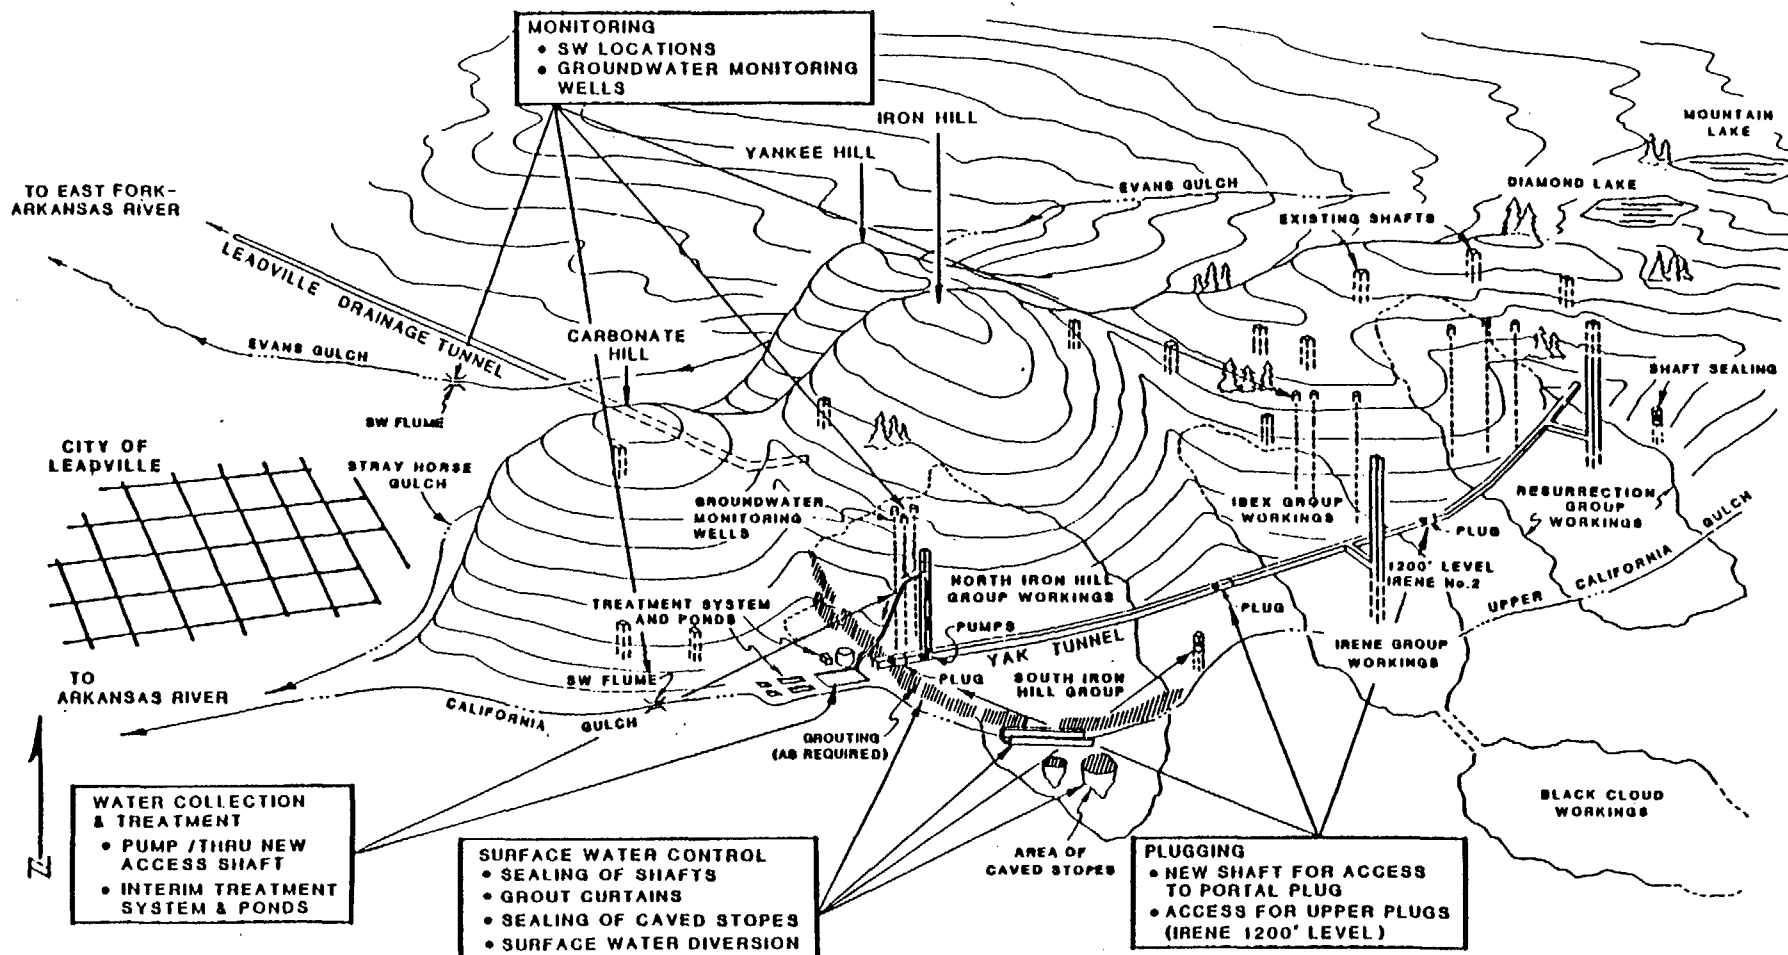 MONITORING
• SW LOCATIONS
• GROUNDWATER MONITORING
WELLS
IRON HILL
YANKEE HILL
MOUNTAIN
LAKE
TO EAST FORK-
ARKANSAS RIVER
EVANS GULCH
DIAMOND LAKE
EXISTING SHAFTS
LEADVILLE DRAINAGE TUNNEL
EVANS GULCH
CARBONATE
HILL
SHAFT SEALING
SW FLUME
CITY OF
LEADVILLE
STRAY HORSE
GULCH
GROUNDWATER
MONITORING
WELLS
IBEX GROUP
WORKINGS
RESURRECTION
GROUP
WORKINGS
PLUG
1200' LEVEL
IRENE No.2
UPPER CALIFORNIA GULCH
NORTH IRON HILL
GROUP WORKINGS
TREATMENT SYSTEM
AND PONDS
PLUG
PUMPS
YAK TUNNEL
IRENE GROUP
WORKINGS
TO
ARKANSAS RIVER
SW FLUME
PLUG
SOUTH IRON
HILL GROUP
CALIFORNIA GULCH
GROUTING
(AS REQUIRED)
N
WATER COLLECTION
& TREATMENT
• PUMP /THRU NEW
ACCESS SHAFT
• INTERIM TREATMENT
SYSTEM & PONDS
SURFACE WATER CONTROL
• SEALING OF SHAFTS
• GROUT CURTAINS
• SEALING OF CAVED STOPES
• SURFACE WATER DIVERSION
AREA OF
CAVED STOPES
PLUGGING
• NEW SHAFT FOR ACCESS
TO PORTAL PLUG
• ACCESS FOR UPPER PLUGS
(IRENE 1200' LEVEL)
BLACK CLOUD
WORKINGS